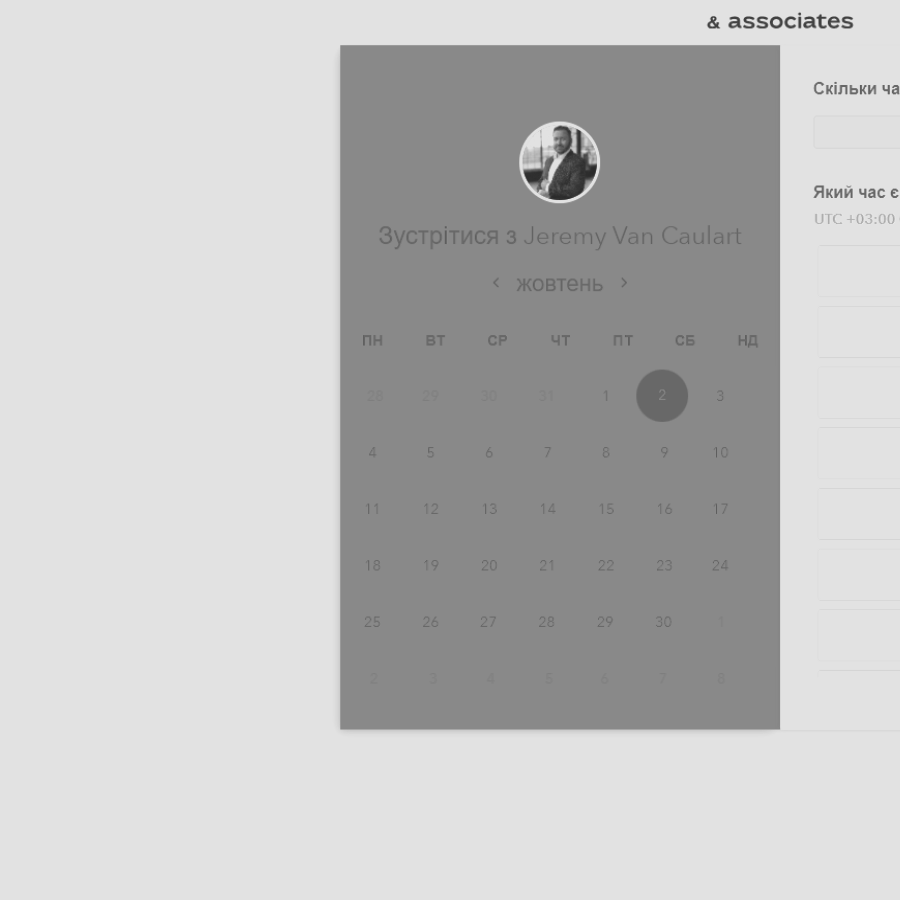 & associates
Скільки ча
Який час є
UTC +03:00
Зустрітися з Jeremy Van Caulart
‹ жовтень ›
ПН ВТ СР ЧТ ПТ СБ НД
28 29 30 31 1 2 3
4 5 6 7 8 9 10
11 12 13 14 15 16 17
18 19 20 21 22 23 24
25 26 27 28 29 30 1
2 3 4 5 6 7 8